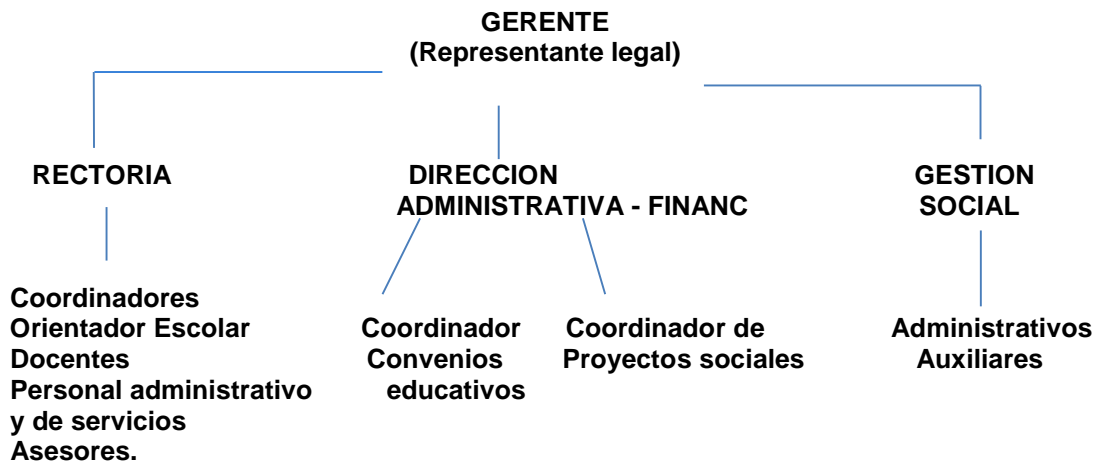 GERENTE
(Representante legal)
RECTORIA
DIRECCION
ADMINISTRATIVA - FINANC
GESTION
SOCIAL
Coordinadores
Orientador Escolar
Docentes
Personal administrativo
y de servicios
Asesores.
Coordinador
Convenios
educativos
Coordinador de
Proyectos sociales
Administrativos
Auxiliares